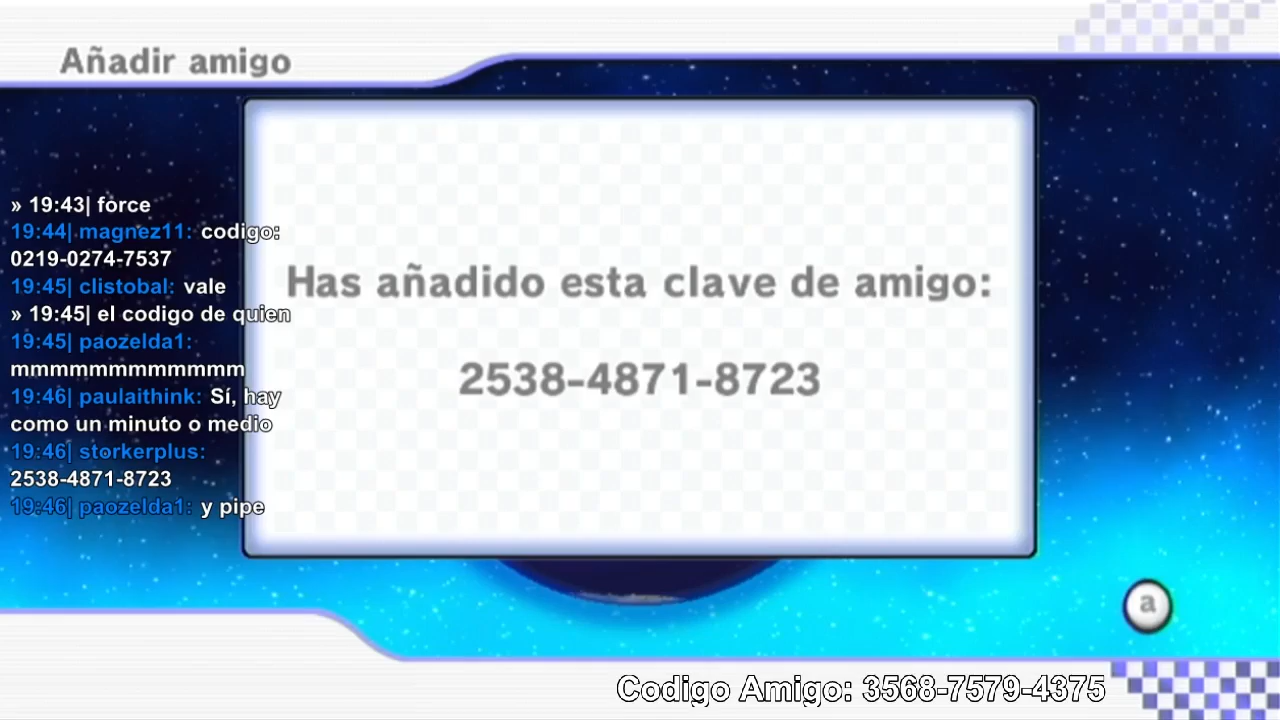 Añadir amigo
» 19:43| force
19:44| magnez11: codigo:
0219-0274-7537
19:45| clistobal: vale
» 19:45| el codigo de quien
19:45| paozelda1:
mmmmmmmmmmmm
19:46| paulaithink: Sí, hay
como un minuto o medio
19:46| storkerplus:
2538-4871-8723
19:46| paozelda1: y pipe
Has añadido esta clave de amigo:
2538-4871-8723
a
Codigo Amigo: 3568-7579-4375